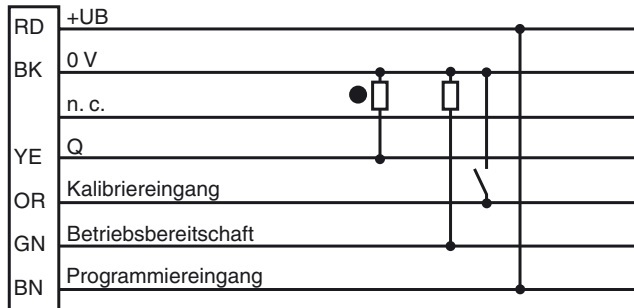 RD +UB
BK 0 V
n. c.
YE Q
OR Kalibriereingang
GN Betriebsbereitschaft
BN Programmiereingang